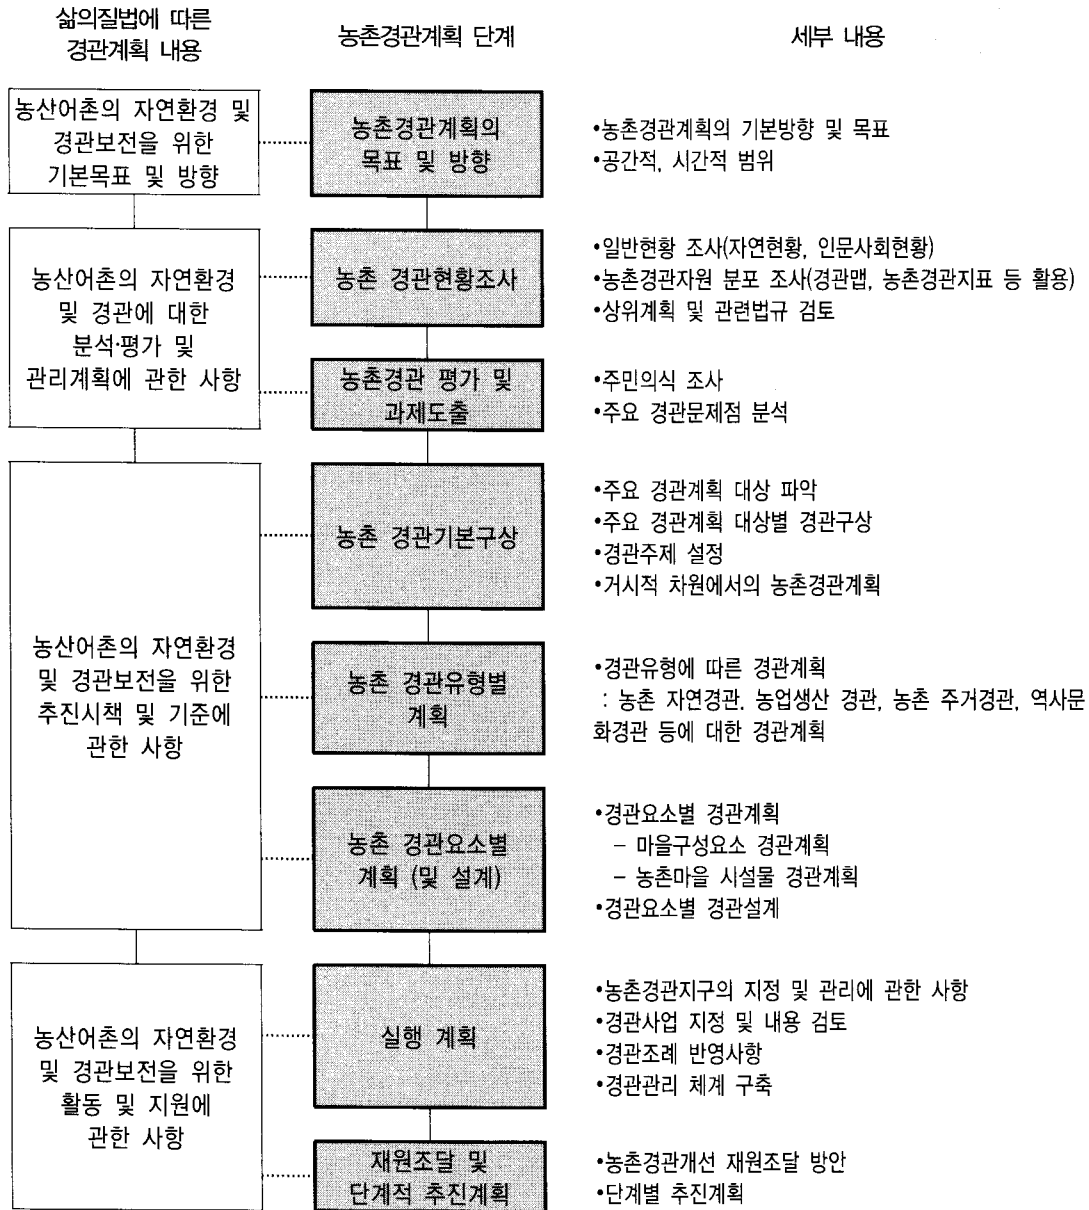 삶의질법에 따른
경관계획 내용
농촌경관계획 단계
세부 내용
농산어촌의 자연환경 및
경관보전을 위한
기본목표 및 방향
농촌경관계획의
목표 및 방향
•농촌경관계획의 기본방향 및 목표
•공간적, 시간적 범위
농산어촌의 자연환경
및 경관에 대한
분석·평가 및
관리계획에 관한 사항
농촌 경관현황조사
•일반현황 조사(자연현황, 인문사회현황)
•농촌경관자원 분포 조사(경관맵, 농촌경관지표 등 활용)
•상위계획 및 관련법규 검토
농촌경관 평가 및
과제도출
•주민의식 조사
•주요 경관문제점 분석
농산어촌의 자연환경
및 경관보전을 위한
추진시책 및 기준에
관한 사항
농촌 경관기본구상
•주요 경관계획 대상 파악
•주요 경관계획 대상별 경관구상
•경관주제 설정
•거시적 차원에서의 농촌경관계획
농촌 경관유형별
계획
•경관유형에 따른 경관계획
: 농촌 자연경관, 농업생산 경관, 농촌 주거경관, 역사문
화경관 등에 대한 경관계획
농촌 경관요소별
계획 (및 설계)
•경관요소별 경관계획
– 마을구성요소 경관계획
– 농촌마을 시설물 경관계획
•경관요소별 경관설계
농산어촌의 자연환경
및 경관보전을 위한
활동 및 지원에
관한 사항
실행 계획
•농촌경관지구의 지정 및 관리에 관한 사항
•경관사업 지정 및 내용 검토
•경관조례 반영사항
•경관관리 체계 구축
재원조달 및
단계적 추진계획
•농촌경관개선 재원조달 방안
•단계별 추진계획